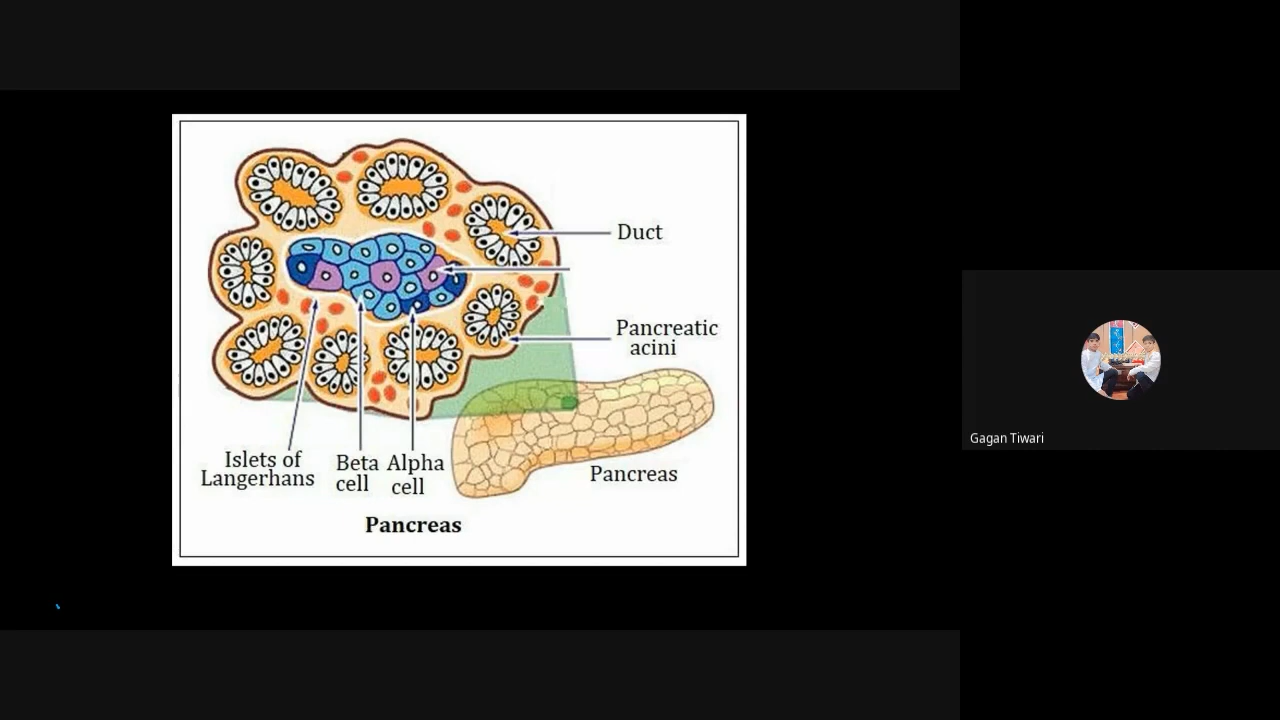 Duct
Pancreatic
acini
Islets of
Langerhans
Beta
cell
Alpha
cell
Pancreas
Pancreas
Gagan Tiwari